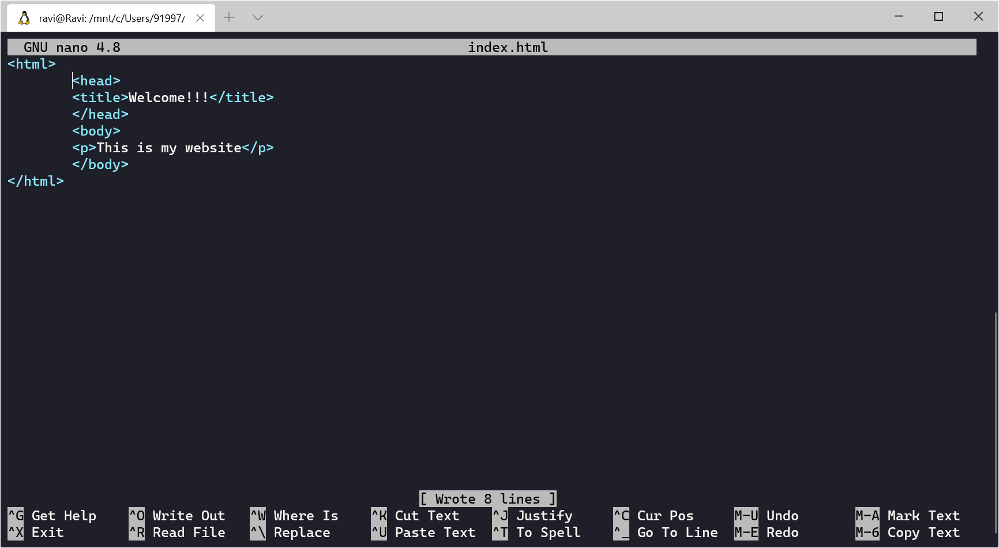 ravi@Ravi: /mnt/c/Users/91997/
GNU nano 4.8 index.html
<html>
<head>
<title>Welcome!!!</title>
</head>
<body>
<p>This is my website</p>
</body>
</html>
[ Wrote 8 lines ]
^G Get Help ^O Write Out ^W Where Is ^K Cut Text ^J Justify ^C Cur Pos M-U Undo M-A Mark Text
^X Exit ^R Read File ^\ Replace ^U Paste Text ^T To Spell ^_ Go To Line M-E Redo M-6 Copy Text